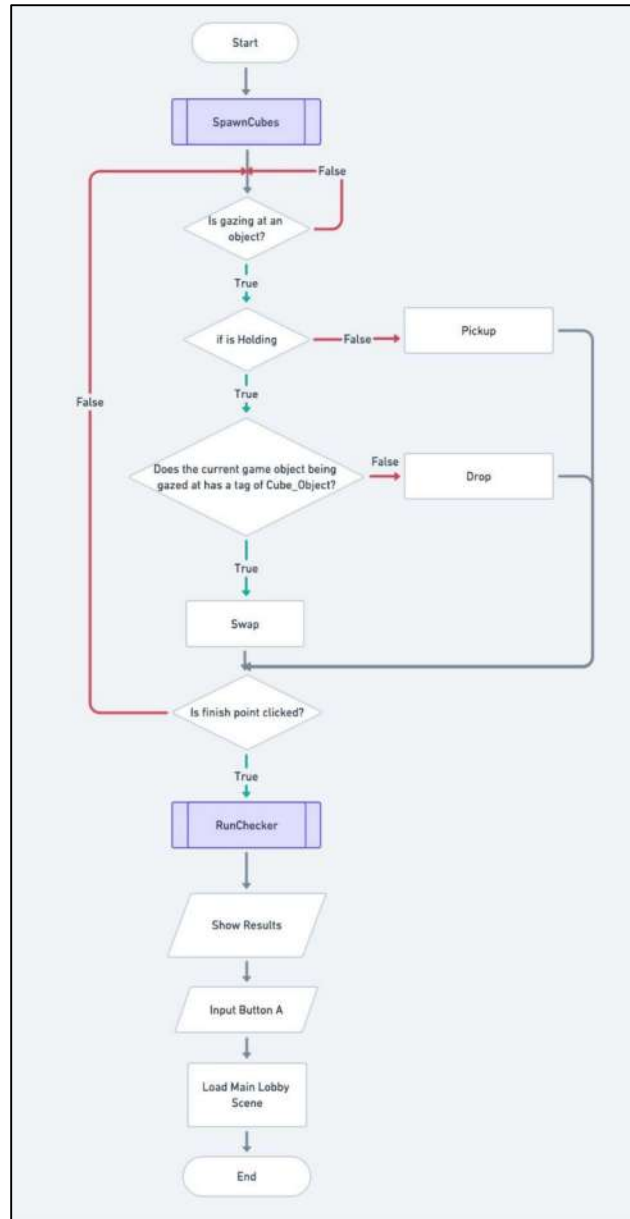 Start
SpawnCubes
False
Is gazing at an
object?
True
if is Holding
False
Pickup
True
False
Does the current game object being
gazed at has a tag of Cube_Object?
False
Drop
True
Swap
Is finish point clicked?
True
RunChecker
Show Results
Input Button A
Load Main Lobby
Scene
End